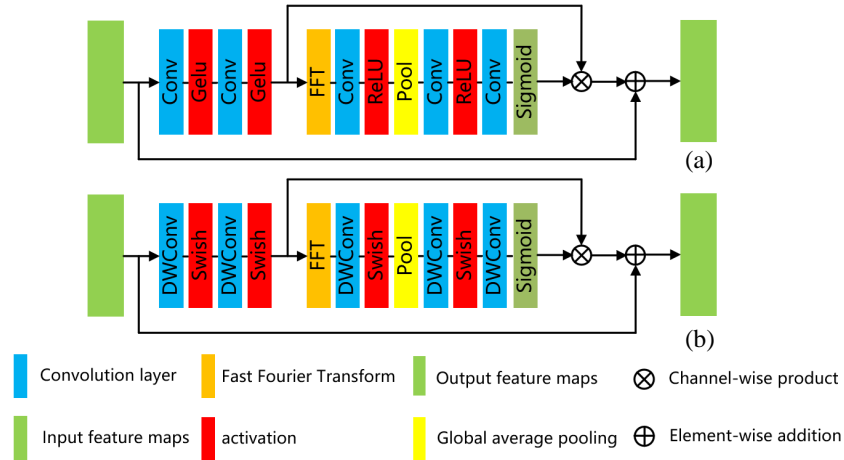 Conv Gelu Conv Gelu FFT Conv ReLU Pool Conv ReLU Conv Sigmoid
(a)
DWConv Swish DWConv Swish FFT DWConv Swish Pool DWConv Swish DWConv Sigmoid
(b)
Convolution layer Fast Fourier Transform Output feature maps Channel-wise product
Input feature maps activation Global average pooling Element-wise addition